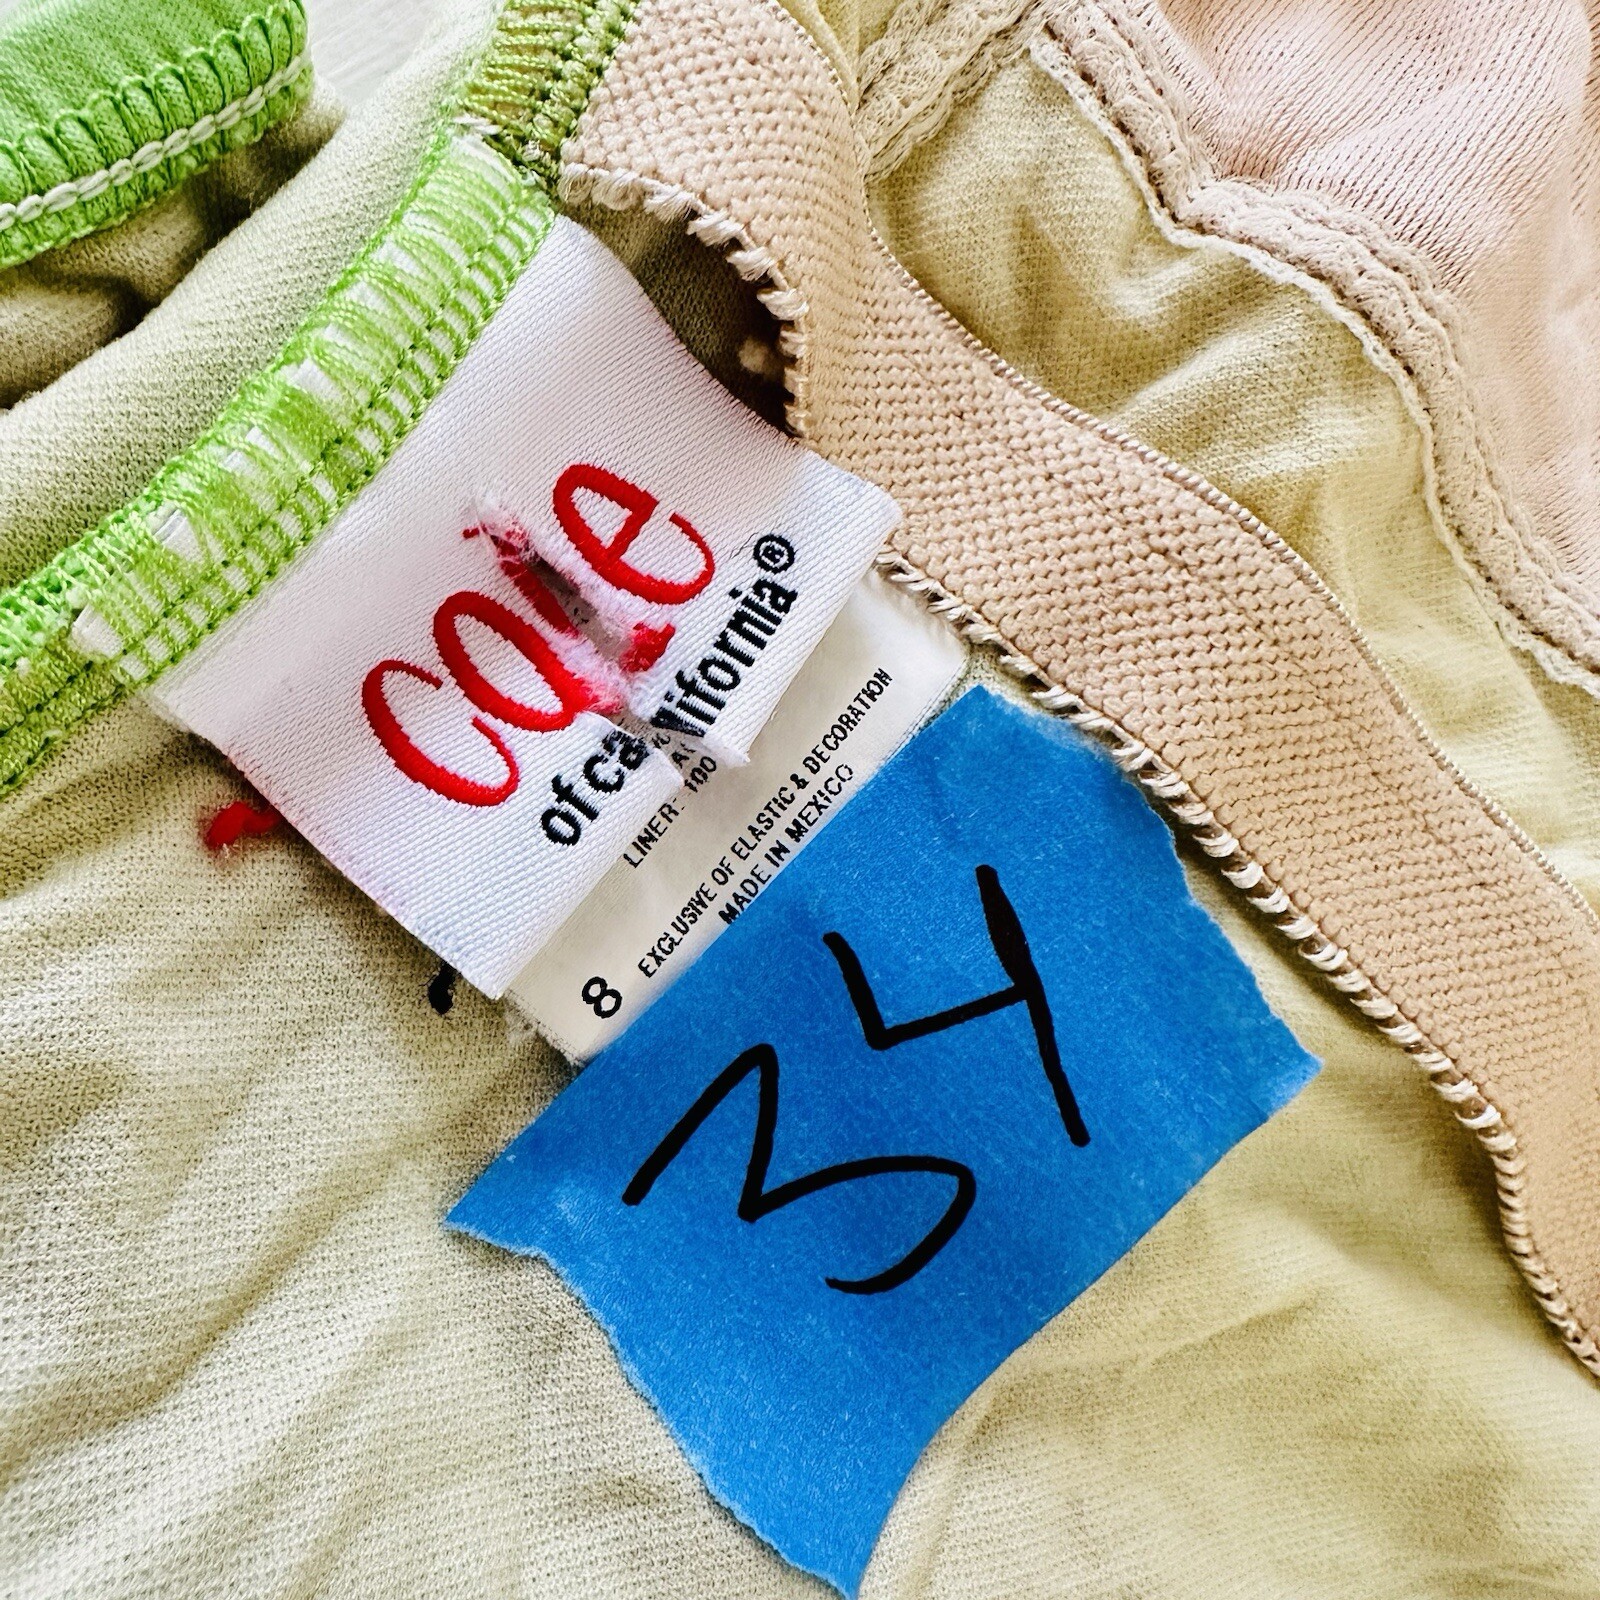 cole
of california®
LINER: 100
EXCLUSIVE OF ELASTIC & DECORATION
MADE IN MEXICO
8
34